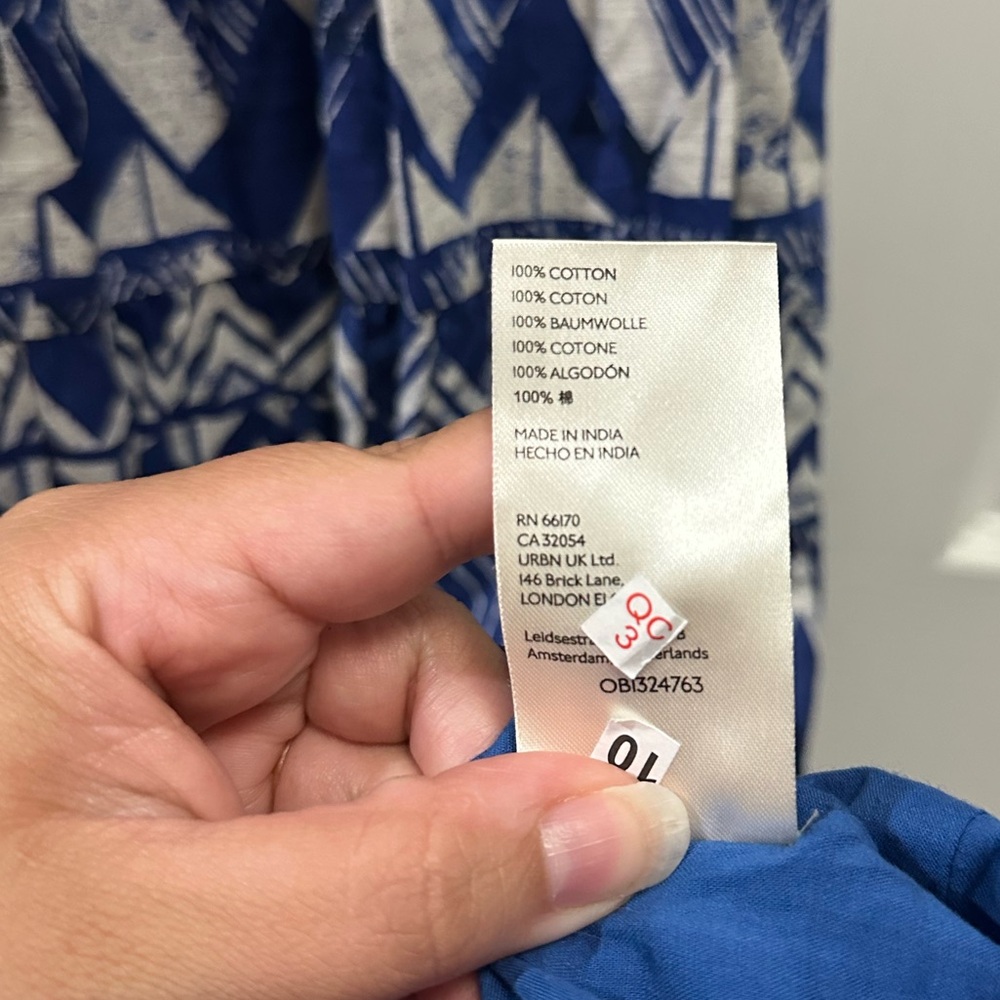 100% COTTON
100% COTON
100% BAUMWOLLE
100% COTONE
100% ALGODÓN
100% 棉
MADE IN INDIA
HECHO EN INDIA
RN 66170
CA 32054
URBN UK Ltd.
146 Brick Lane,
LONDON
QC
3
Amsterdam
OB1324763
10